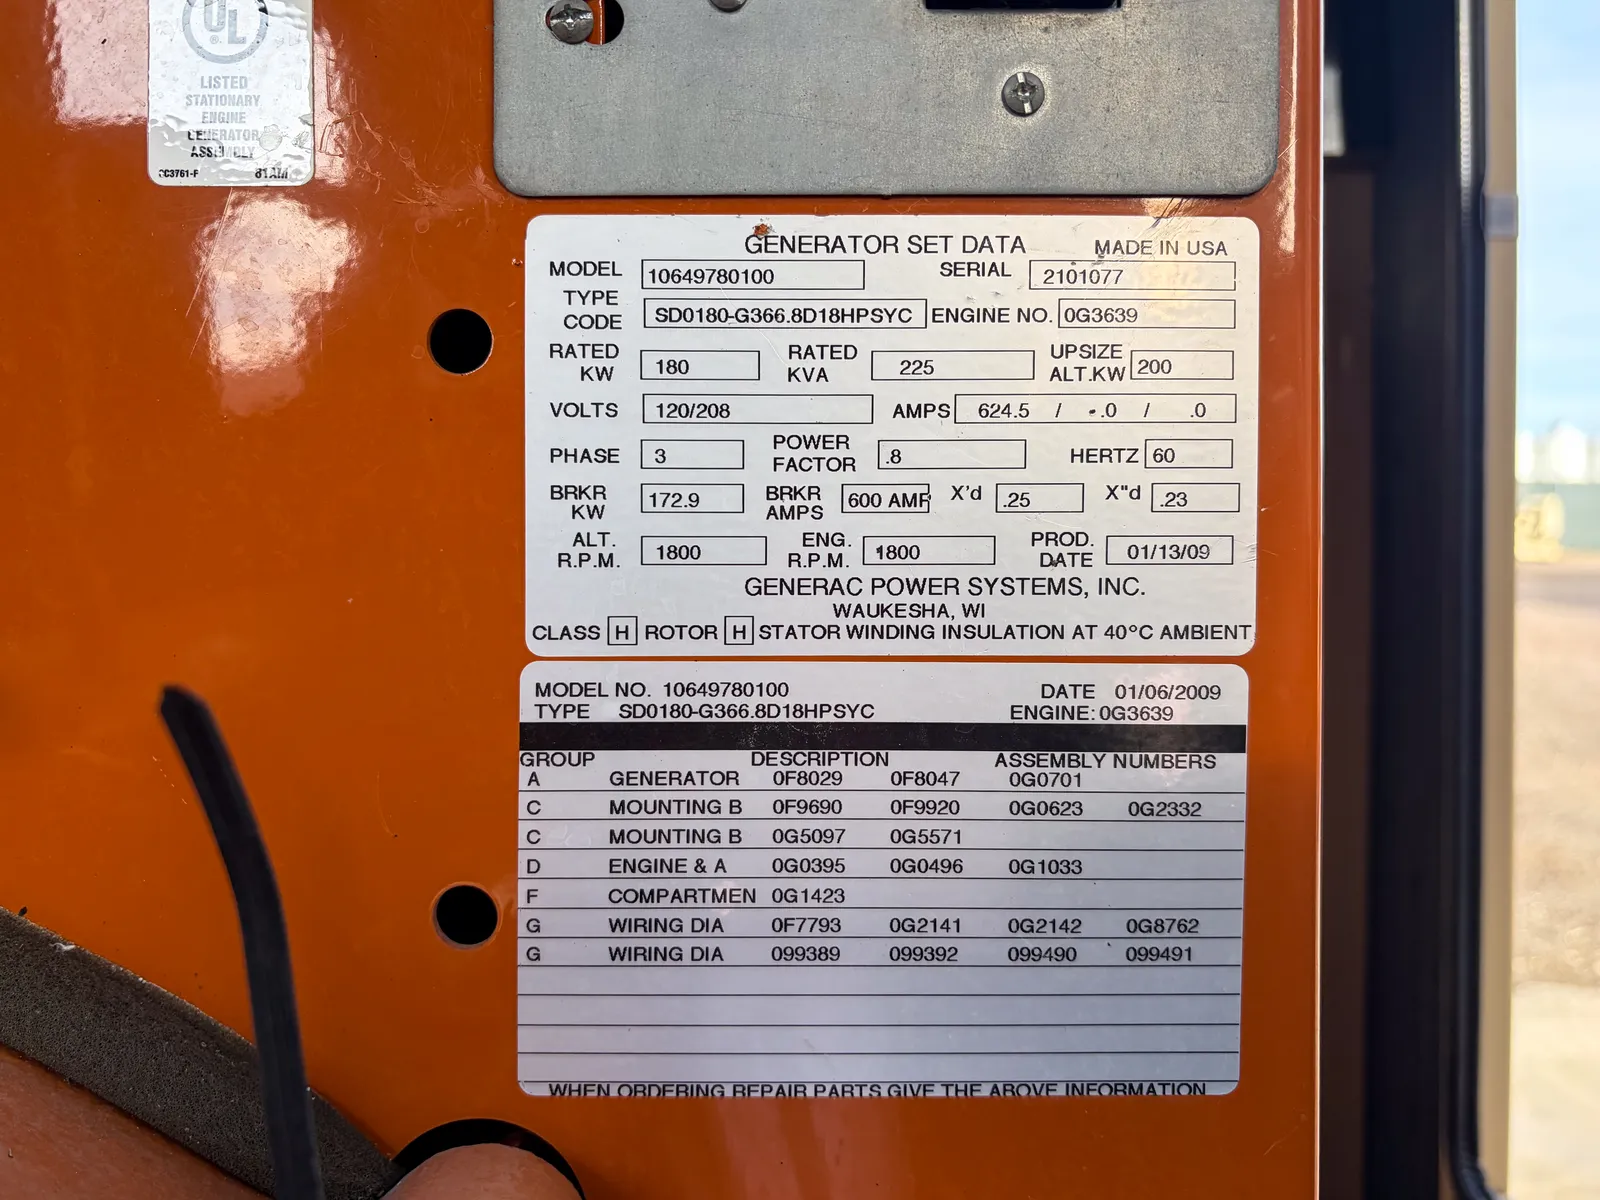 UL
LISTED
STATIONARY
ENGINE
GENERATOR
ASSEMBLY
81AM
GENERATOR SET DATA MADE IN USA
MODEL 10649780100 SERIAL 2101077
TYPE CODE SD0180-G366.8D18HPSYC ENGINE NO. 0G3639
RATED KW 180 RATED KVA 225 UPSIZE ALT.KW 200
VOLTS 120/208 AMPS 624.5 / .0 / .0
PHASE 3 POWER FACTOR .8 HERTZ 60
BRKR KW 172.9 BRKR AMPS 600 AMP X'd .25 X"d .23
ALT. R.P.M. 1800 ENG. R.P.M. 1800 PROD. DATE 01/13/09
GENERAC POWER SYSTEMS, INC.
WAUKESHA, WI
CLASS H ROTOR H STATOR WINDING INSULATION AT 40°C AMBIENT
MODEL NO. 10649780100 DATE 01/06/2009
TYPE SD0180-G366.8D18HPSYC ENGINE: 0G3639
GROUP DESCRIPTION ASSEMBLY NUMBERS
A GENERATOR 0F8029 0F8047 0G0701
C MOUNTING B 0F9690 0F9920 0G0623 0G2332
C MOUNTING B 0G5097 0G5571
D ENGINE & A 0G0395 0G0496 0G1033
F COMPARTMEN 0G1423
G WIRING DIA 0F7793 0G2141 0G2142 0G8762
G WIRING DIA 099389 099392 099490 099491
WHEN ORDERING REPAIR PARTS GIVE THE ABOVE INFORMATION